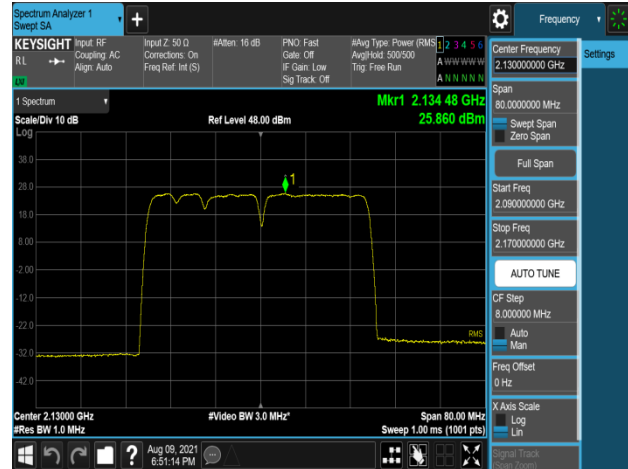 Spectrum Analyzer 1
Swept SA
Frequency
KEYSIGHT
RL
Input: RF
Coupling: AC
Align: Auto
Input Z: 50 Ω
Corrections: On
Freq Ref: Int (S)
#Atten: 16 dB
PNO: Fast
Gate: Off
IF Gain: Low
Sig Track: Off
#Avg Type: Power (RMS)
Avg|Hold: 500/500
Trig: Free Run
1 2 3 4 5 6
A W W W W W
A N N N N N
LXI
1 Spectrum
Scale/Div 10 dB
Log
Ref Level 48.00 dBm
Mkr1 2.134 48 GHz
25.860 dBm
1
38.0
28.0
18.0
8.00
-2.00
-12.0
-22.0
-32.0
-42.0
RMS
Center 2.13000 GHz
#Res BW 1.0 MHz
#Video BW 3.0 MHz*
Span 80.00 MHz
Sweep 1.00 ms (1001 pts)
Aug 09, 2021
6:51:14 PM
Center Frequency
2.130000000 GHz
Settings
Span
80.0000000 MHz
Swept Span
Zero Span
Full Span
Start Freq
2.090000000 GHz
Stop Freq
2.170000000 GHz
AUTO TUNE
CF Step
8.000000 MHz
Auto
Man
Freq Offset
0 Hz
X Axis Scale
Log
Lin
Signal Track
(Span Zoom)